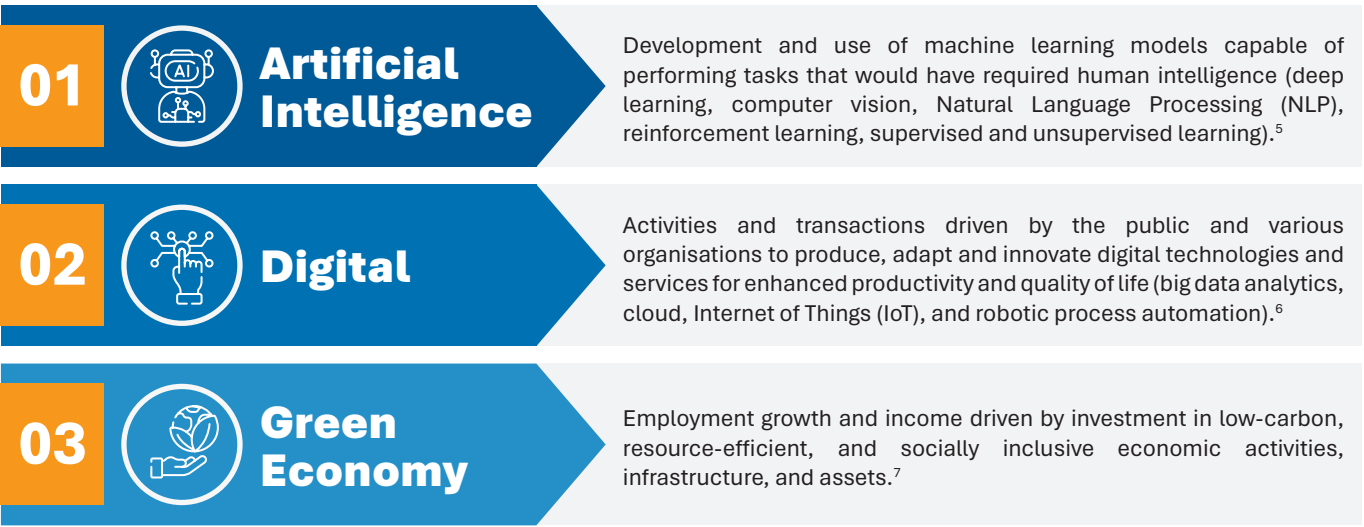 01
AI
Artificial
Intelligence
Development and use of machine learning models capable of
performing tasks that would have required human intelligence (deep
learning, computer vision, Natural Language Processing (NLP),
reinforcement learning, supervised and unsupervised learning).⁵
02
Digital
Activities and transactions driven by the public and various
organisations to produce, adapt and innovate digital technologies and
services for enhanced productivity and quality of life (big data analytics,
cloud, Internet of Things (IoT), and robotic process automation).⁶
03
Green
Economy
Employment growth and income driven by investment in low-carbon,
resource-efficient, and socially inclusive economic activities,
infrastructure, and assets.⁷